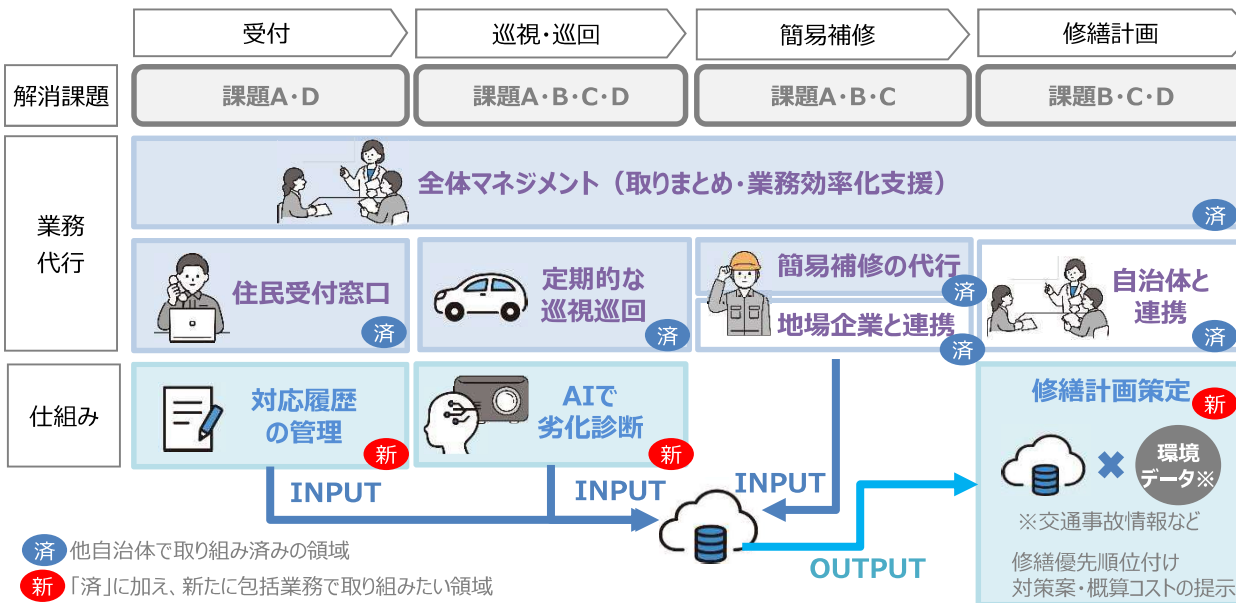 受付
巡視・巡回
簡易補修
修繕計画
解消課題
課題A・D
課題A・B・C・D
課題A・B・C
課題B・C・D
業務
代行
全体マネジメント（取りまとめ・業務効率化支援）
済
住民受付窓口
済
定期的な
巡視巡回
済
簡易補修の代行
済
地場企業と連携
済
自治体と
連携
済
仕組み
対応履歴
の管理
新
AIで
劣化診断
新
修繕計画策定
新
環境
データ※
※交通事故情報など
修繕優先順位付け
対策案・概算コストの提示
INPUT
INPUT
INPUT
OUTPUT
済 他自治体で取り組み済みの領域
新 「済」に加え、新たに包括業務で取り組みたい領域